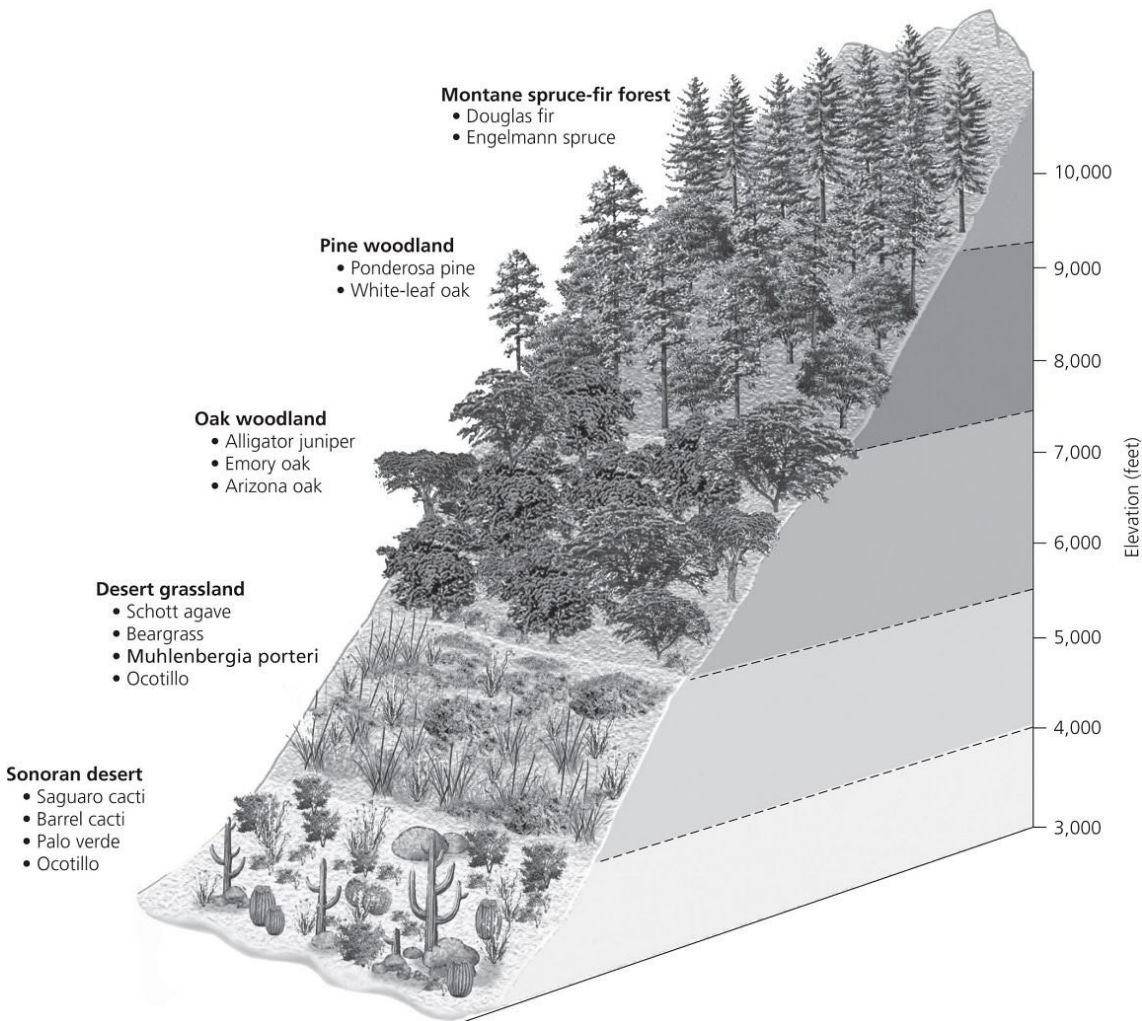 Montane spruce-fir forest
• Douglas fir
• Engelmann spruce
Pine woodland
• Ponderosa pine
• White-leaf oak
Oak woodland
• Alligator juniper
• Emory oak
• Arizona oak
Desert grassland
• Schott agave
• Beargrass
• Muhlenbergia porteri
• Ocotillo
Sonoran desert
• Saguaro cacti
• Barrel cacti
• Palo verde
• Ocotillo
10,000
9,000
8,000
7,000
6,000
5,000
4,000
3,000
Elevation (feet)